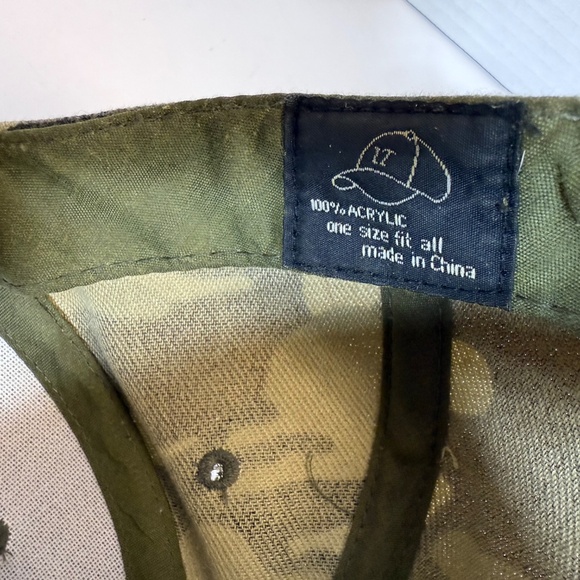 17
100% ACRYLIC
one size fit all
made in China